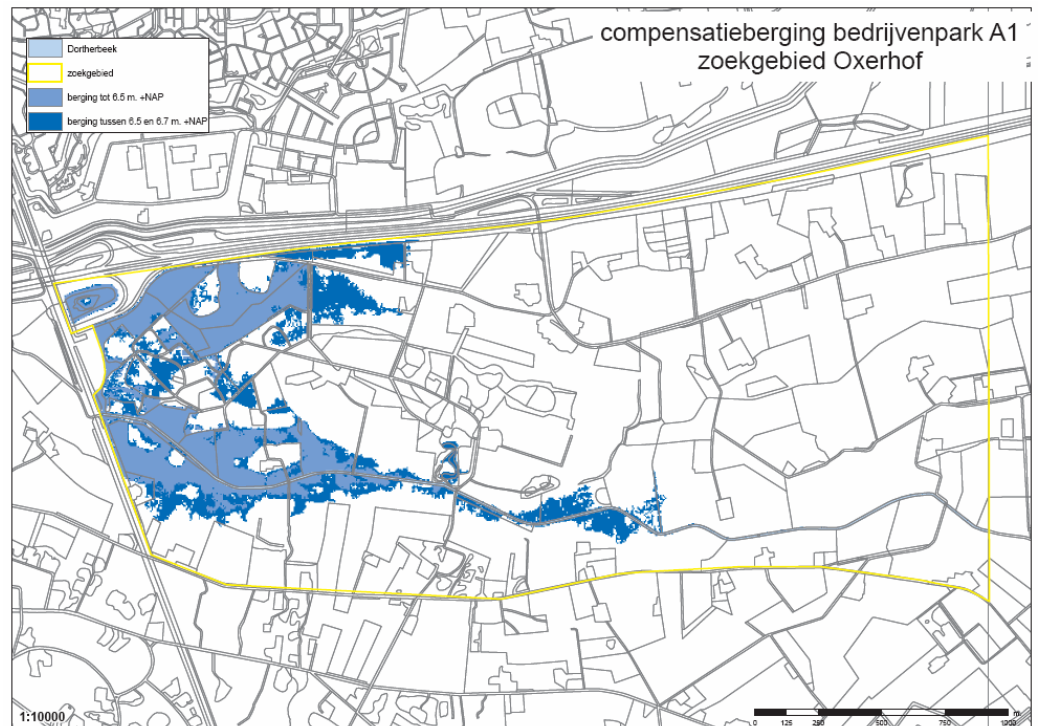 compensatieberging bedrijvenpark A1
zoekgebied Oxerhof
Dortherbeek
zoekgebied
berging tot 6.5 m. +NAP
berging tussen 6.5 en 6.7 m. +NAP
1:10000
0 125 250 500 750 1000 m